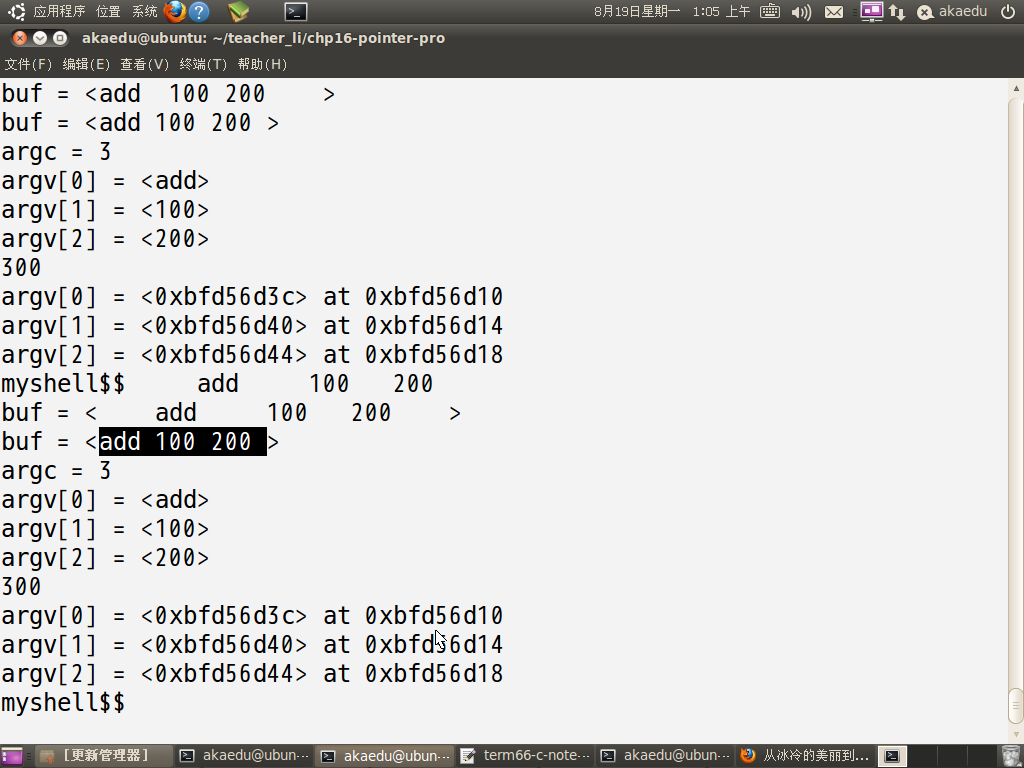 应用程序 位置 系统 8月19日星期一 1:05 上午 akaedu
akaedu@ubuntu: ~/teacher_li/chp16-pointer-pro
文件(F) 编辑(E) 查看(V) 终端(T) 帮助(H)
buf = <add  100 200    >
buf = <add 100 200 >
argc = 3
argv[0] = <add>
argv[1] = <100>
argv[2] = <200>
300
argv[0] = <0xbfd56d3c> at 0xbfd56d10
argv[1] = <0xbfd56d40> at 0xbfd56d14
argv[2] = <0xbfd56d44> at 0xbfd56d18
myshell$$     add     100   200
buf = <    add     100   200    >
buf = <add 100 200 >
argc = 3
argv[0] = <add>
argv[1] = <100>
argv[2] = <200>
300
argv[0] = <0xbfd56d3c> at 0xbfd56d10
argv[1] = <0xbfd56d40> at 0xbfd56d14
argv[2] = <0xbfd56d44> at 0xbfd56d18
myshell$$
[更新管理器] akaedu@ubun... akaedu@ubun... term66-c-note... akaedu@ubun... 从冰冷的美丽到...